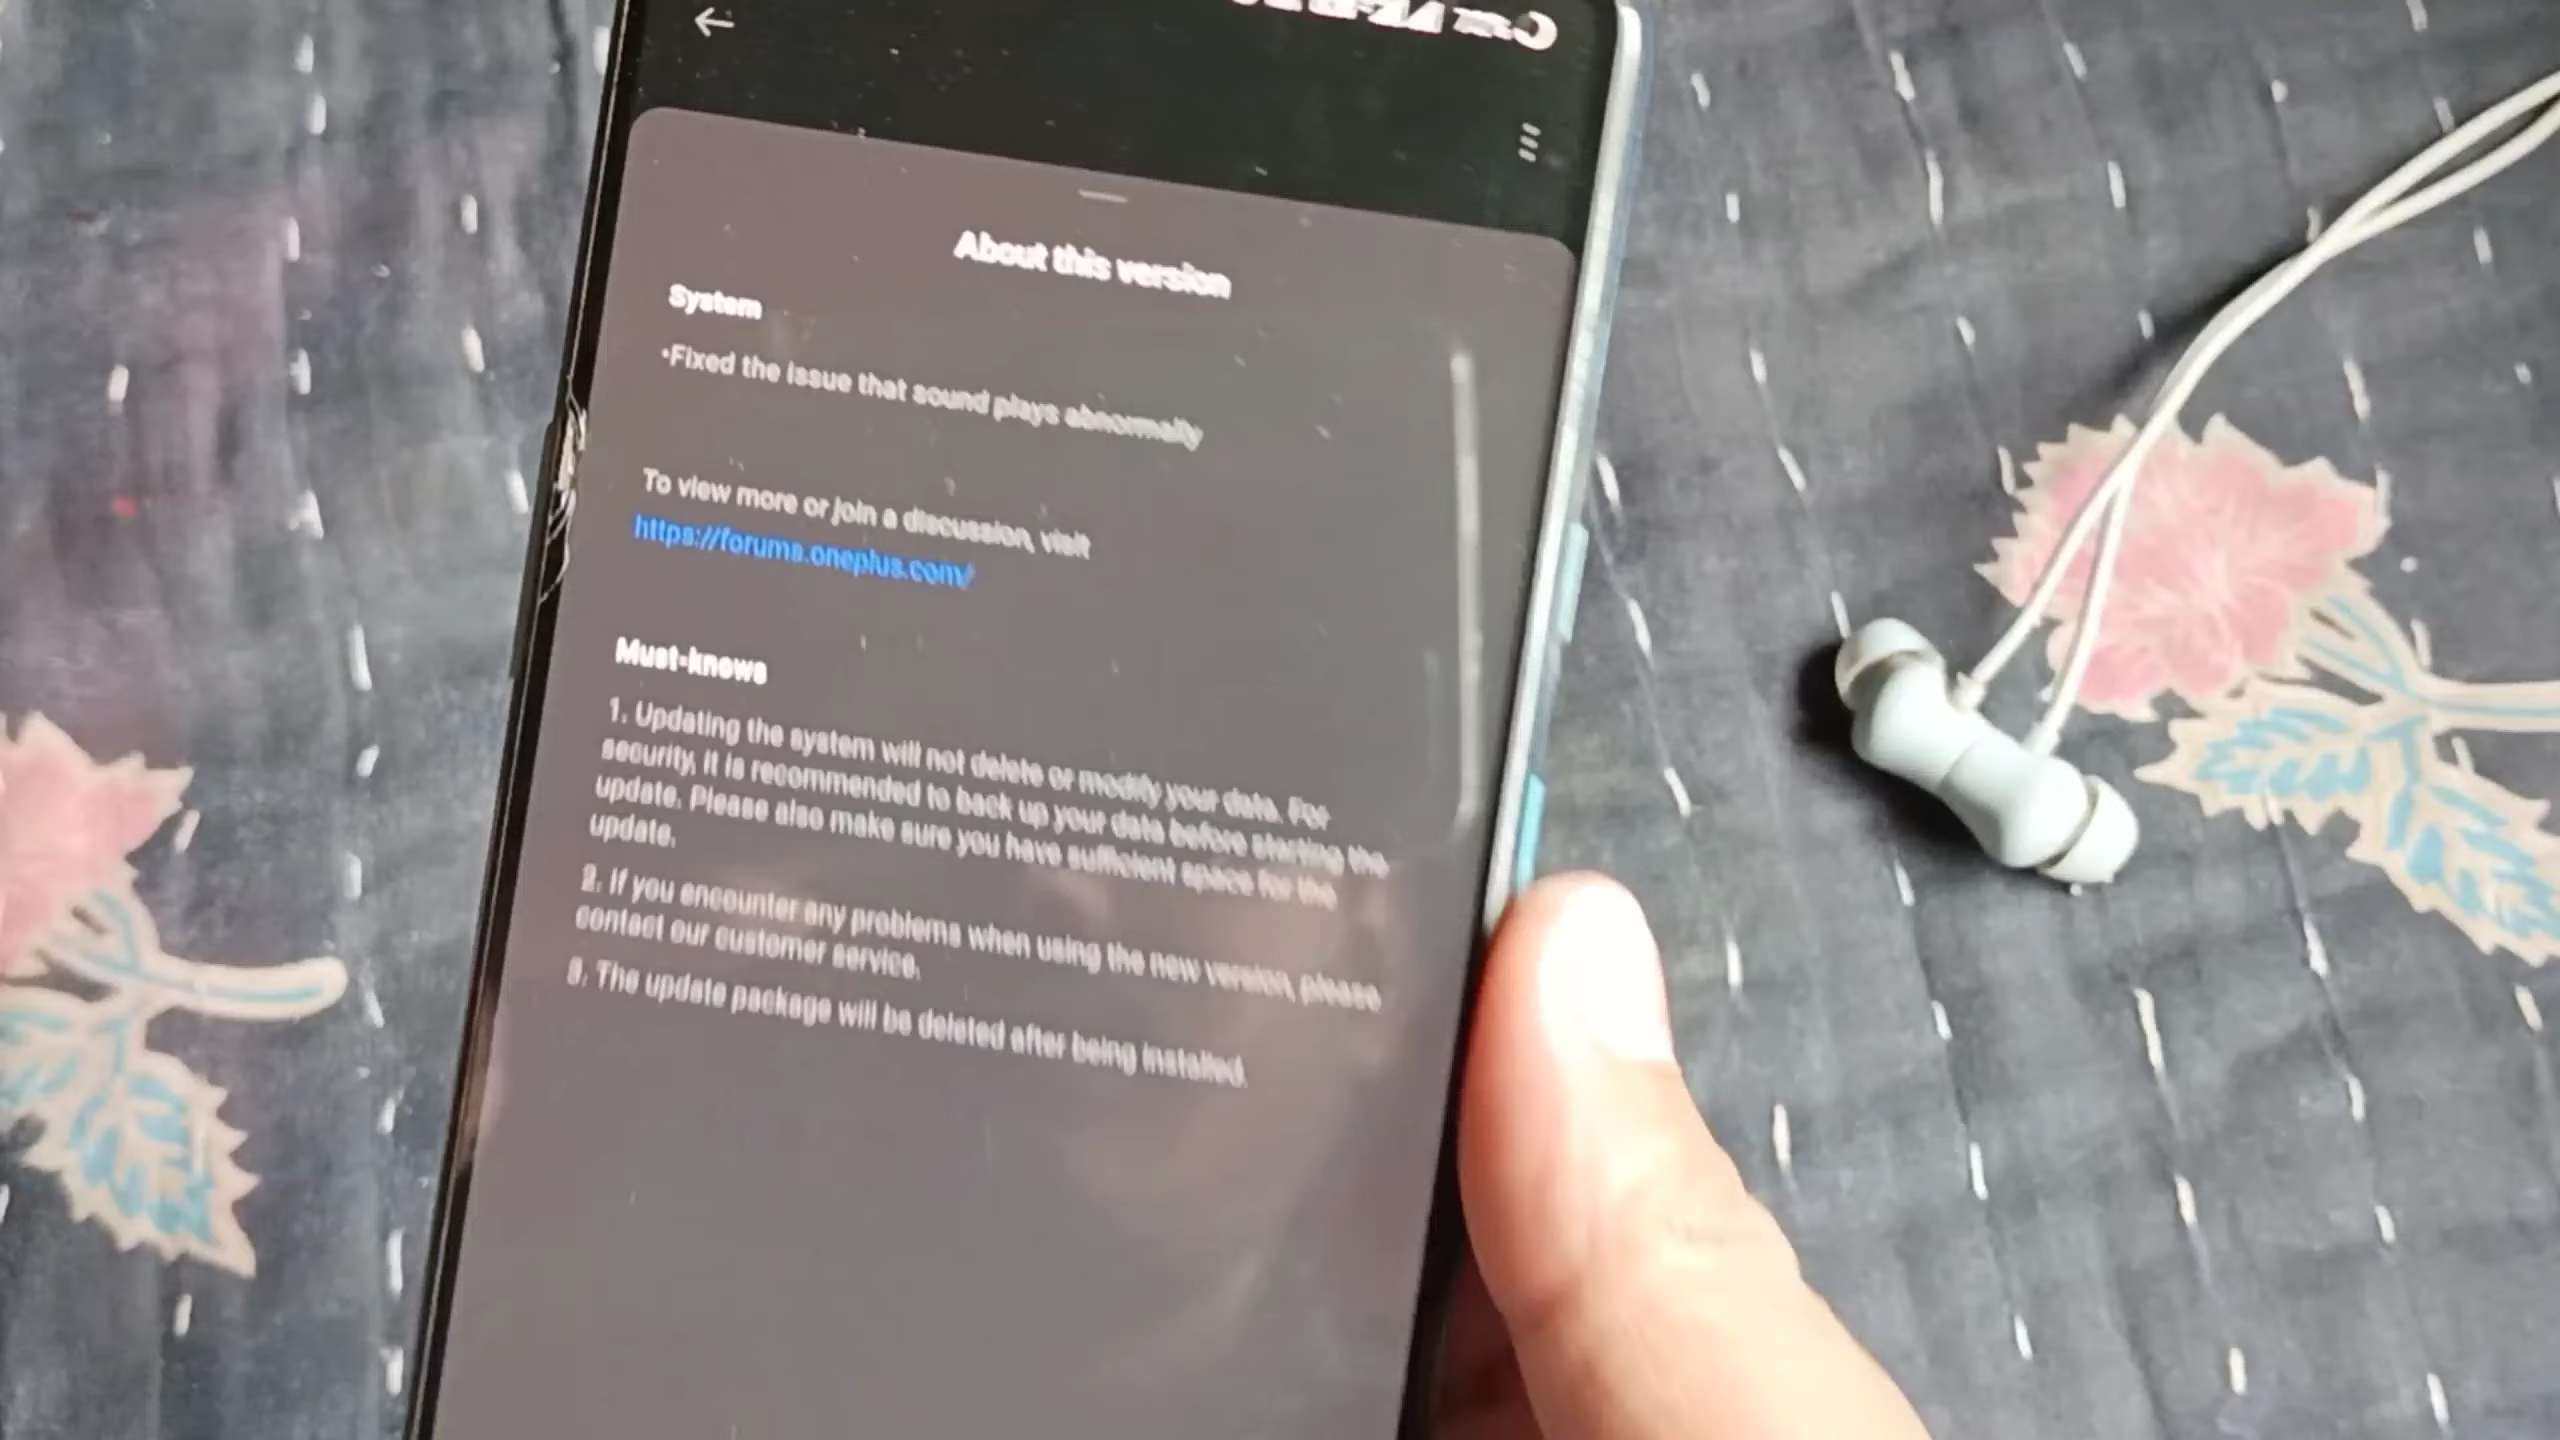 About this version
System
•Fixed the issue that sound plays abnormally
To view more or join a discussion, visit
https://forums.oneplus.com/
Must-knows
1. Updating the system will not delete or modify your data. For
security, it is recommended to back up your data before starting the
update. Please also make sure you have sufficient space for the
update.
2. If you encounter any problems when using the new version, please
contact our customer service.
3. The update package will be deleted after being installed.